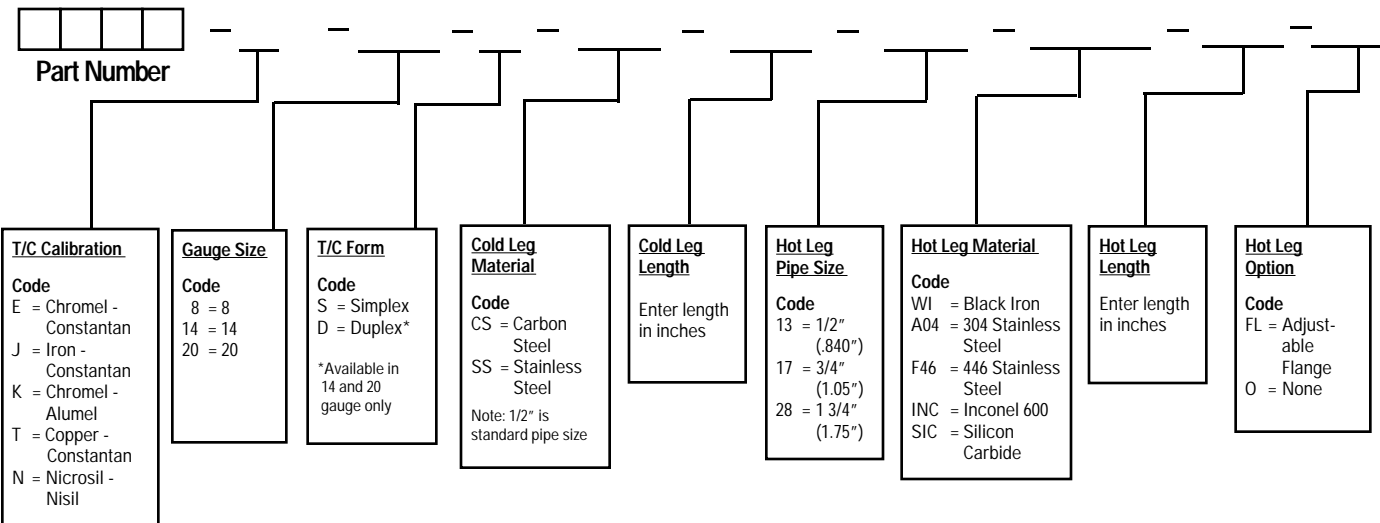 Part Number
T/C Calibration
Code
E = Chromel -
Constantan
J = Iron -
Constantan
K = Chromel -
Alumel
T = Copper -
Constantan
N = Nicrosil -
Nisil
Gauge Size
Code
8 = 8
14 = 14
20 = 20
T/C Form
Code
S = Simplex
D = Duplex*
*Available in
14 and 20
gauge only
Cold Leg
Material
Code
CS = Carbon
Steel
SS = Stainless
Steel
Note: 1/2″ is
standard pipe size
Cold Leg
Length
Enter length
in inches
Hot Leg
Pipe Size
Code
13 = 1/2″
(.840″)
17 = 3/4″
(1.05″)
28 = 1 3/4″
(1.75″)
Hot Leg Material
Code
WI = Black Iron
A04 = 304 Stainless
Steel
F46 = 446 Stainless
Steel
INC = Inconel 600
SIC = Silicon
Carbide
Hot Leg
Length
Enter length
in inches
Hot Leg
Option
Code
FL = Adjust-
able
Flange
O = None